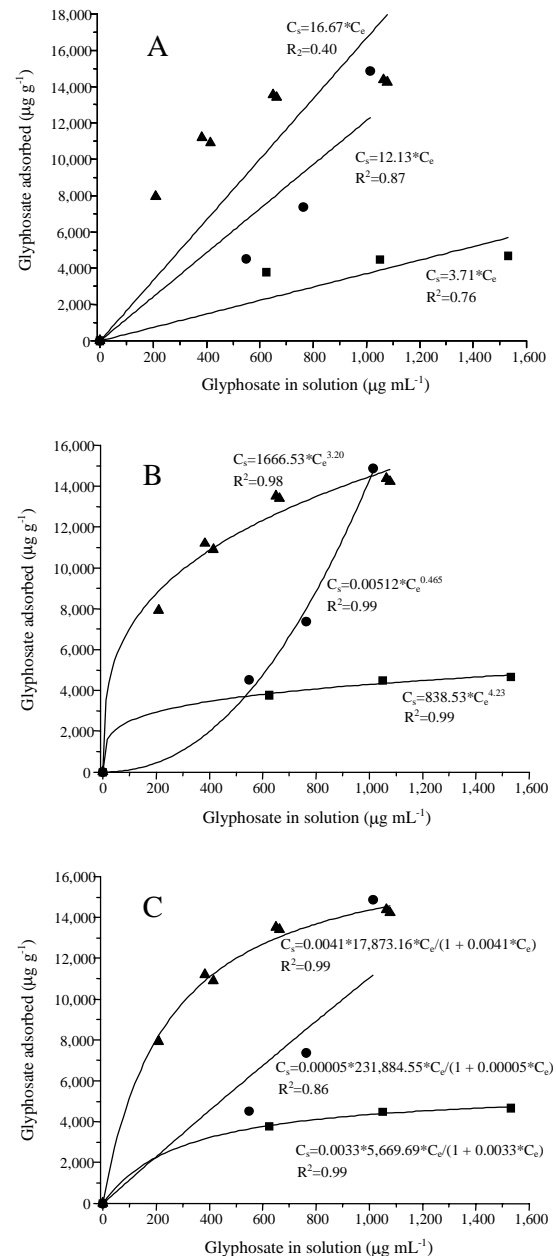 A
18,000
16,000
14,000
12,000
10,000
8,000
6,000
4,000
2,000
0
Glyphosate adsorbed (μg g⁻¹)
Cₛ=16.67*Cₑ
R₂=0.40
Cₛ=12.13*Cₑ
R²=0.87
Cₛ=3.71*Cₑ
R²=0.76
0 200 400 600 800 1,000 1,200 1,400 1,600
Glyphosate in solution (μg mL⁻¹)
B
16,000
14,000
12,000
10,000
8,000
6,000
4,000
2,000
0
Glyphosate adsorbed (μg g⁻¹)
Cₛ=1666.53*Cₑ³·²⁰
R²=0.98
Cₛ=0.00512*Cₑ⁰·⁴⁶⁵
R²=0.99
Cₛ=838.53*Cₑ⁴·²³
R²=0.99
0 200 400 600 800 1,000 1,200 1,400 1,600
Glyphosate in solution (μg mL⁻¹)
C
16,000
14,000
12,000
10,000
8,000
6,000
4,000
2,000
0
Glyphosate adsorbed (μg g⁻¹)
Cₛ=0.0041*17,873.16*Cₑ/(1 + 0.0041*Cₑ)
R²=0.99
Cₛ=0.00005*231,884.55*Cₑ/(1 + 0.00005*Cₑ)
R²=0.86
Cₛ=0.0033*5,669.69*Cₑ/(1 + 0.0033*Cₑ)
R²=0.99
0 200 400 600 800 1,000 1,200 1,400 1,600
Glyphosate in solution (μg mL⁻¹)